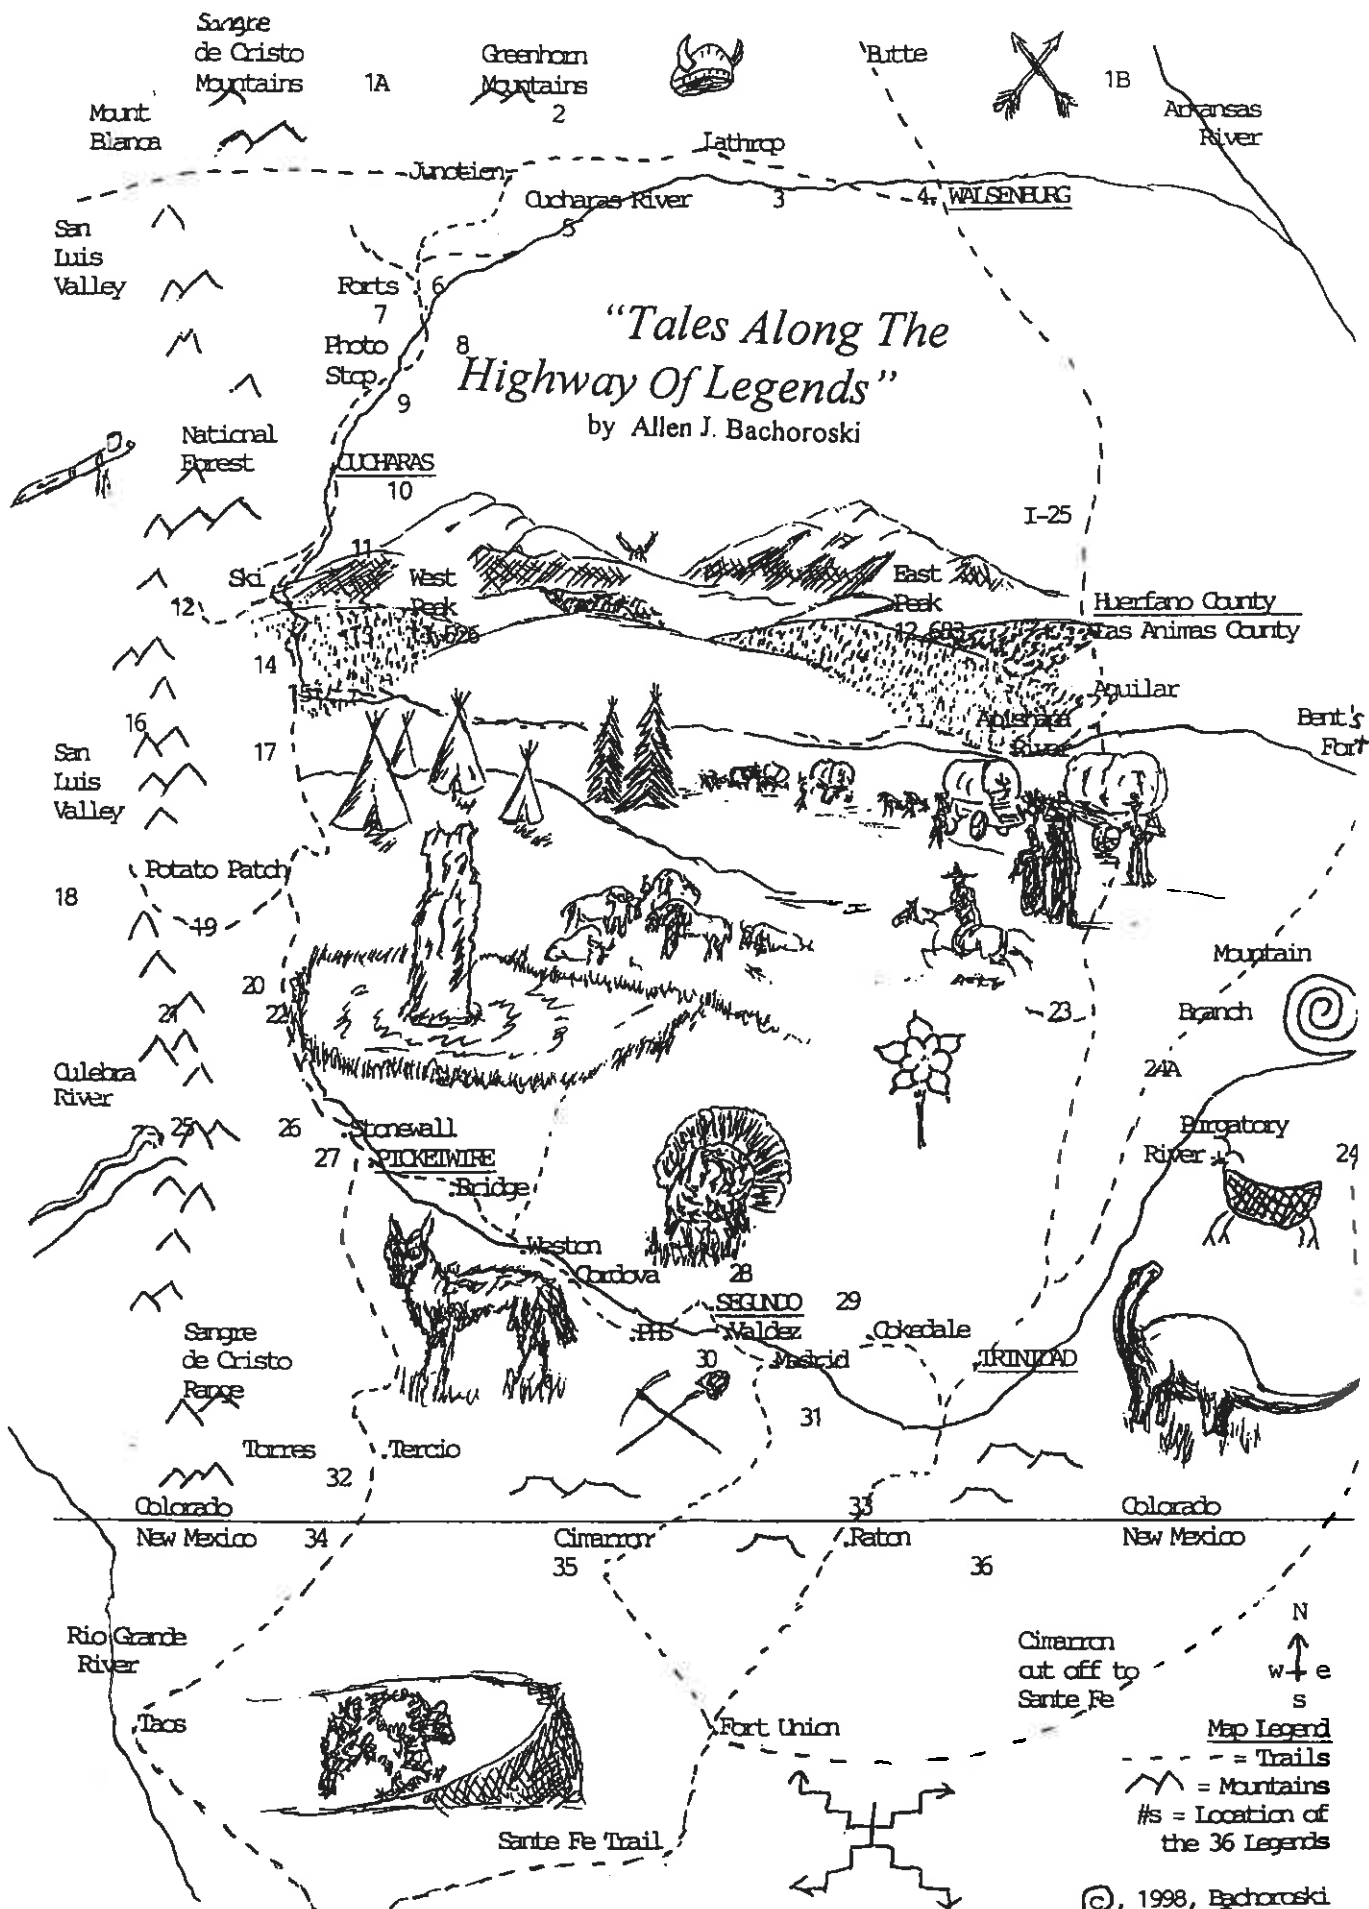 Sangre
de Cristo
Mountains
1A
Greenhorn
Mountains
2
Butte
1B
Arkansas
River
Mount
Blanca
Lathrop
Junction
Cucharas River
3
4.
WALSENBURG
5
San
Luis
Valley
Forts
6
7
Photo
Stop
8
9
"Tales Along The
Highway Of Legends"
by Allen J. Bachoroski
National
Forest
CUCHARAS
10
I-25
11
Ski
West
Peak
East
Peak
12,683
12
13
Huerfano County
Las Animas County
14
15
Aguilar
16
Apishapa
River
Bent's
Fort
17
San
Luis
Valley
Potato Patch
18
19
Mountain
Branch
20
21
22
23
24A
Culebra
River
25
26
Stonewall
27
PICKETWIRE
Bridge
Purgatory
River
24
.Weston
Cordova
28
.SEGUNDO
29
.PHS
.Valdez
.Cokedale
30
Madrid
TRINIDAD
Sangre
de Cristo
Range
31
Torres
.Tercio
32
Colorado
33
Colorado
New Mexico
34
Cimarron
.Raton
New Mexico
35
36
Rio Grande
River
Cimarron
cut off to
Sante Fe
N
w
e
s
Taos
Fort Union
Map Legend
- - - - = Trails
= Mountains
#s = Location of
the 36 Legends
Sante Fe Trail
©, 1998, Bachoroski